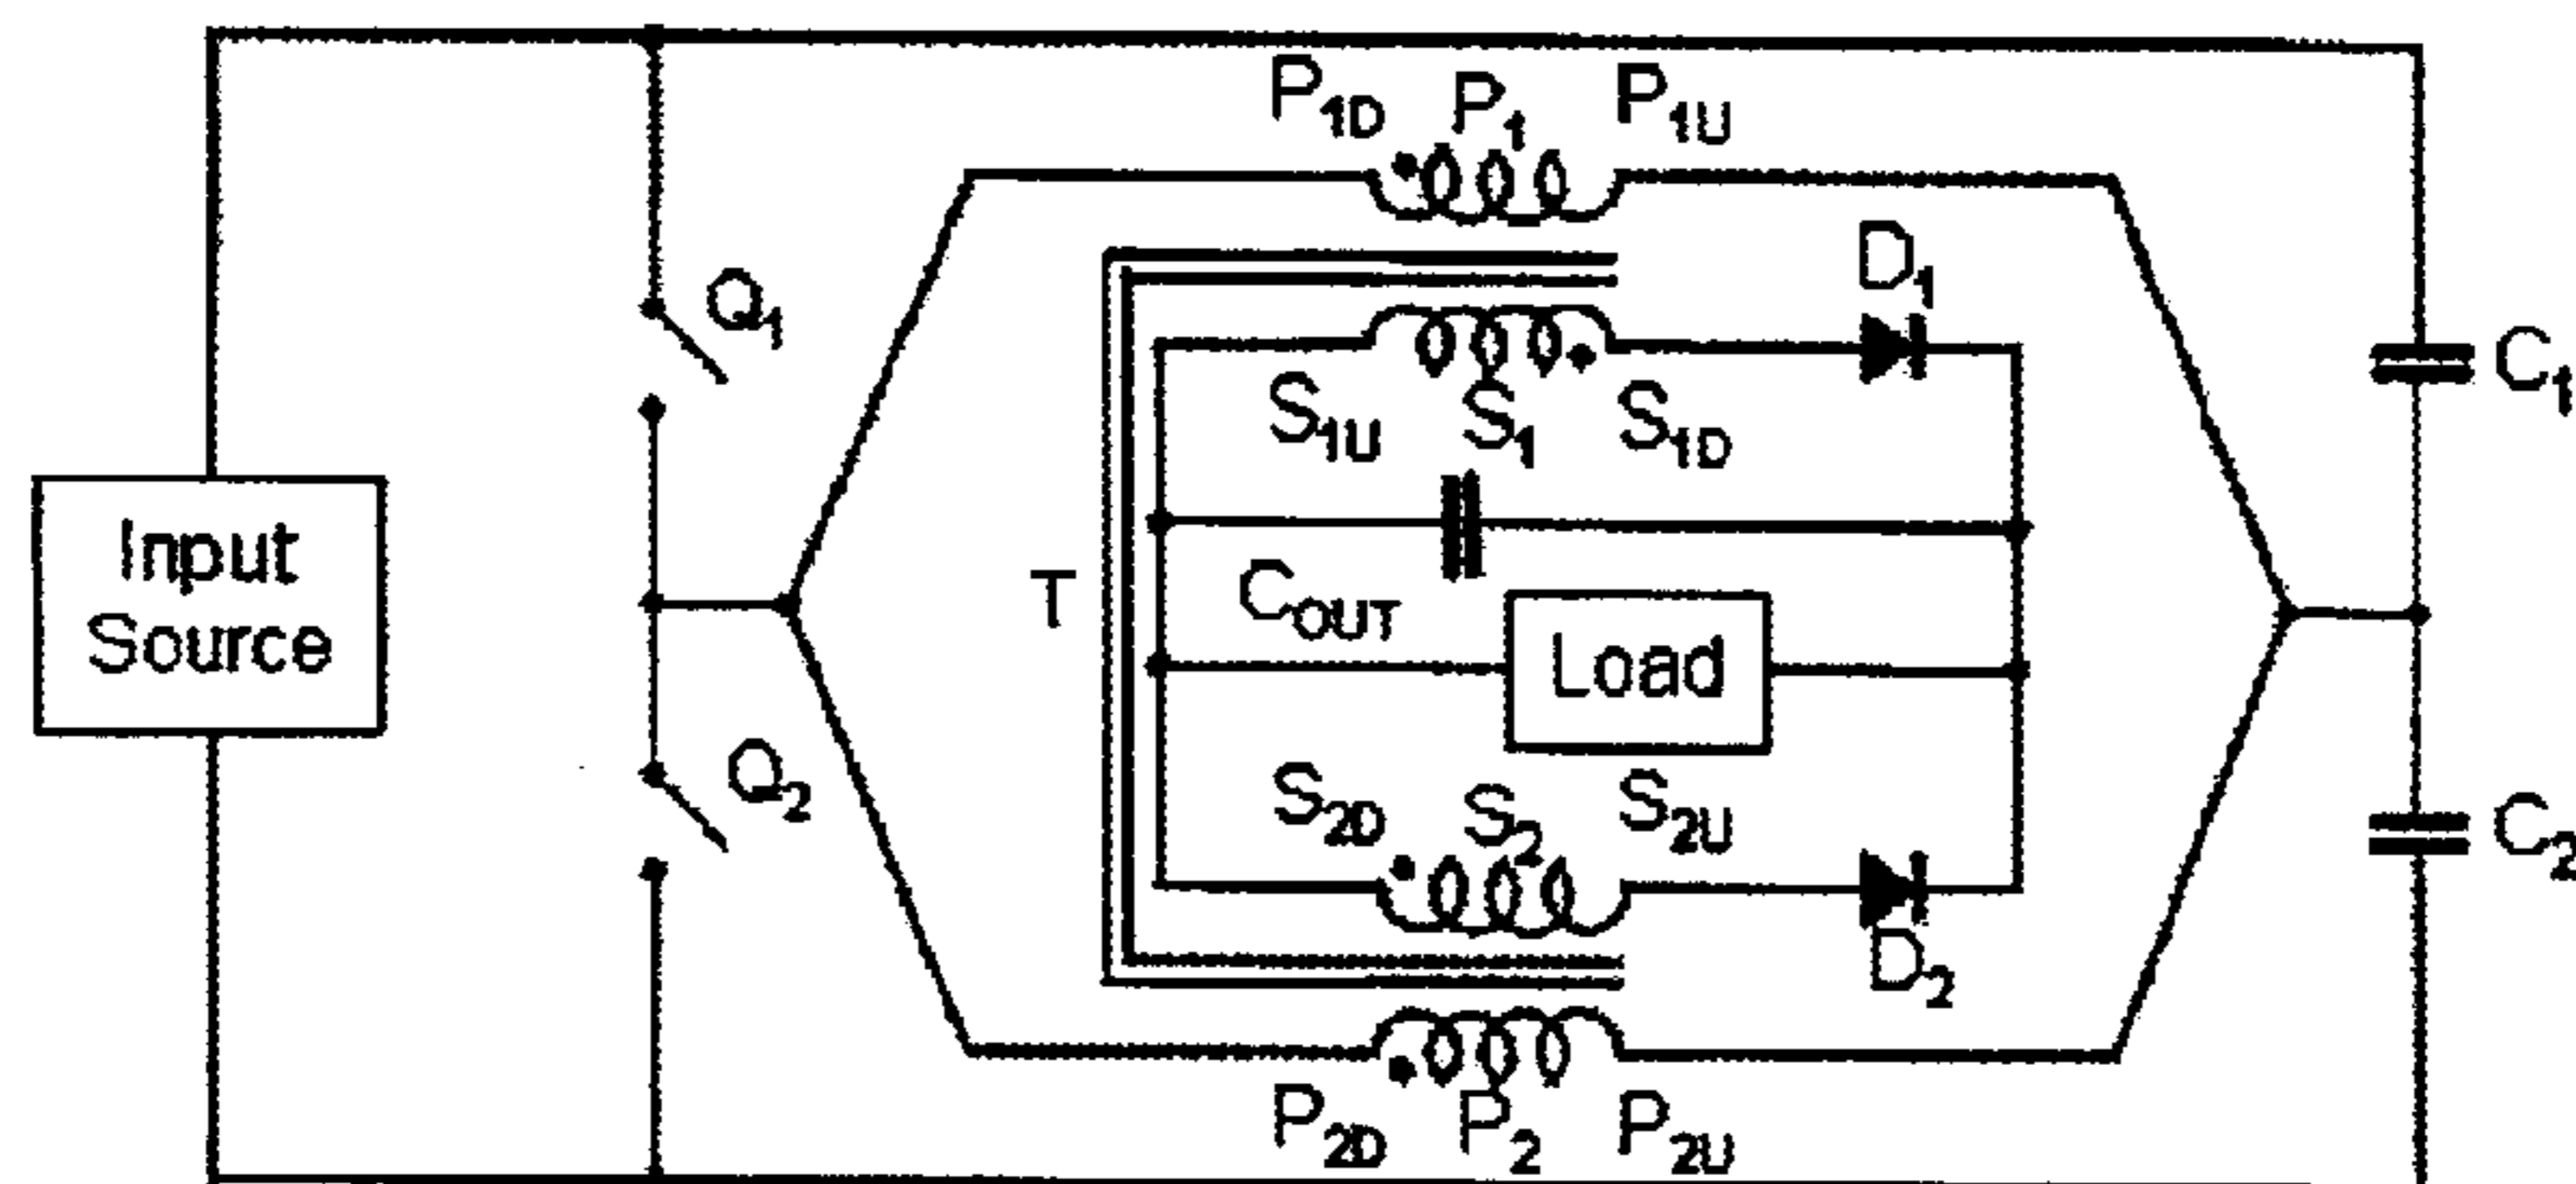 P1D P1 P1U
D1
Q1
C1
S1U S1 S1D
Input
Source
T
COUT
Load
Q2
S2D S2 S2U
C2
D2
P2D P2 P2U